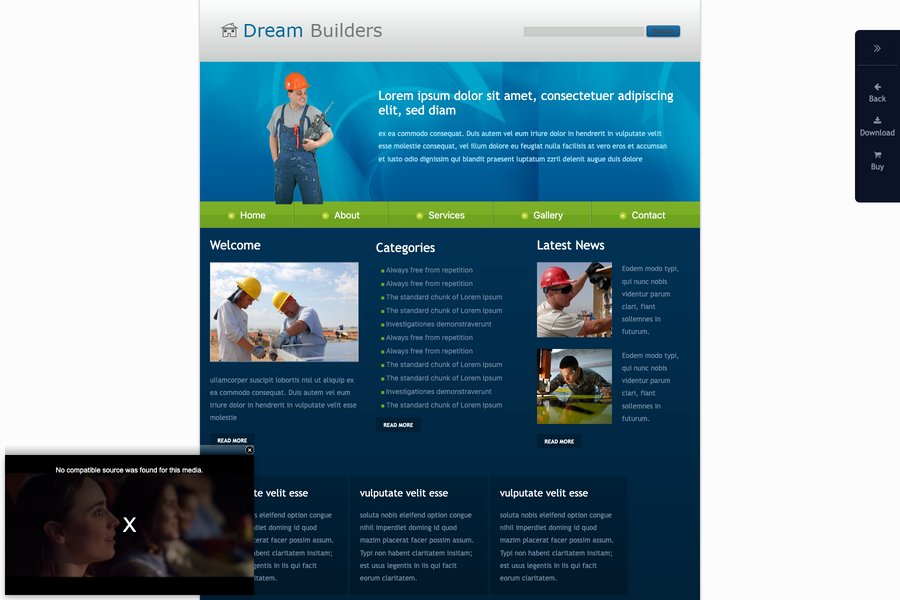 Dream Builders
Search
Lorem ipsum dolor sit amet, consectetuer adipiscing
elit, sed diam
ex ea commodo consequat. Duis autem vel eum iriure dolor in hendrerit in vulputate velit
esse molestie consequat, vel illum dolore eu feugiat nulla facilisis at vero eros et accumsan
et iusto odio dignissim qui blandit praesent luptatum zzril delenit augue duis dolore
Home
About
Services
Gallery
Contact
Welcome
ullamcorper suscipit lobortis nisl ut aliquip ex
ea commodo consequat. Duis autem vel eum
iriure dolor in hendrerit in vulputate velit esse
molestie
READ MORE
Categories
Always free from repetition
Always free from repetition
The standard chunk of Lorem Ipsum
The standard chunk of Lorem Ipsum
Investigationes demonstraverunt
Always free from repetition
Always free from repetition
The standard chunk of Lorem Ipsum
The standard chunk of Lorem Ipsum
Investigationes demonstraverunt
The standard chunk of Lorem Ipsum
READ MORE
Latest News
Eodem modo typi,
qui nunc nobis
videntur parum
clari, fiant
sollemnes in
futurum.
Eodem modo typi,
qui nunc nobis
videntur parum
clari, fiant
sollemnes in
futurum.
READ MORE
te velit esse
s eleifend option congue
rdiet doming id quod
acerat facer possim assum.
abent claritatem insitam;
s legentis in iis qui facit
ritatem.
vulputate velit esse
soluta nobis eleifend option congue
nihil imperdiet doming id quod
mazim placerat facer possim assum.
Typi non habent claritatem insitam;
est usus legentis in iis qui facit
eorum claritatem.
vulputate velit esse
soluta nobis eleifend option congue
nihil imperdiet doming id quod
mazim placerat facer possim assum.
Typi non habent claritatem insitam;
est usus legentis in iis qui facit
eorum claritatem.
No compatible source was found for this media.
X
Back
Download
Buy